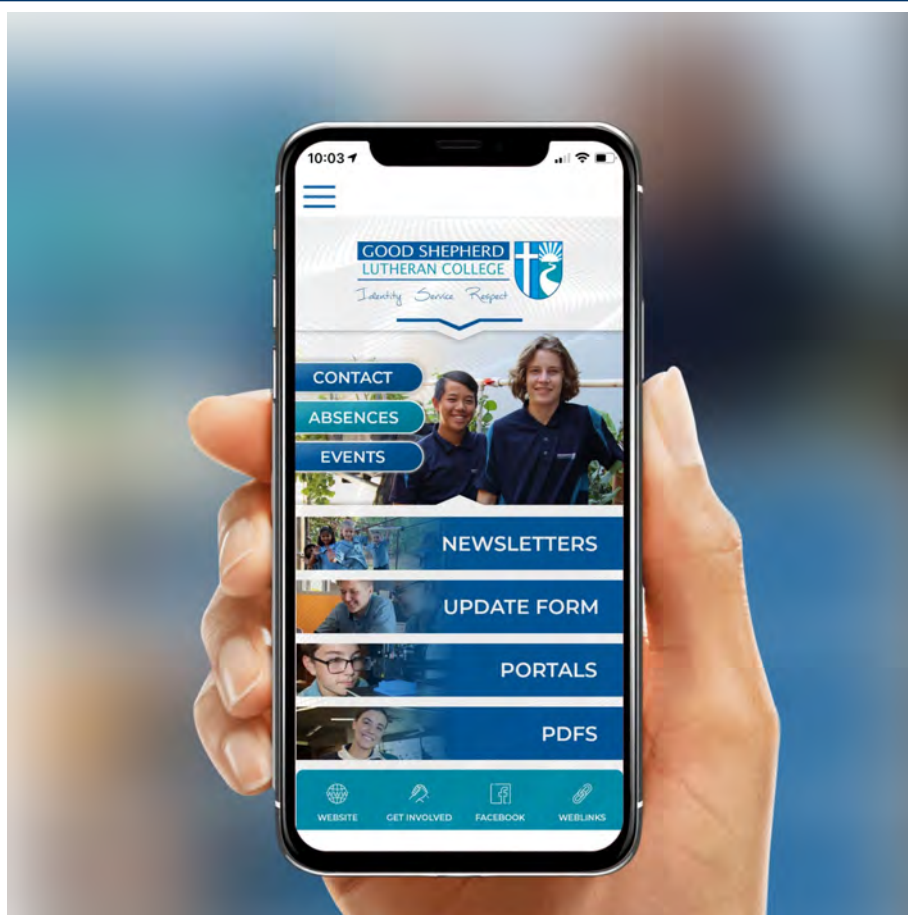 10:03
GOOD SHEPHERD
LUTHERAN COLLEGE
Identity Service Respect
CONTACT
ABSENCES
EVENTS
NEWSLETTERS
UPDATE FORM
PORTALS
PDFS
WEBSITE GET INVOLVED FACEBOOK WEBLINKS